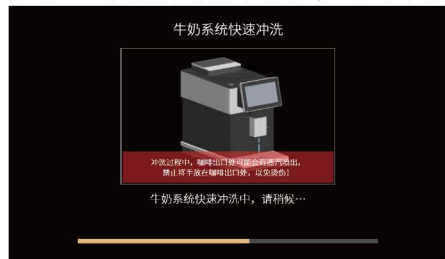 牛奶系统快速冲洗
冲洗过程中，咖啡出口处可能会有蒸汽喷出，
禁止将手放在咖啡出口处，以免烫伤！
牛奶系统快速冲洗中，请稍候…